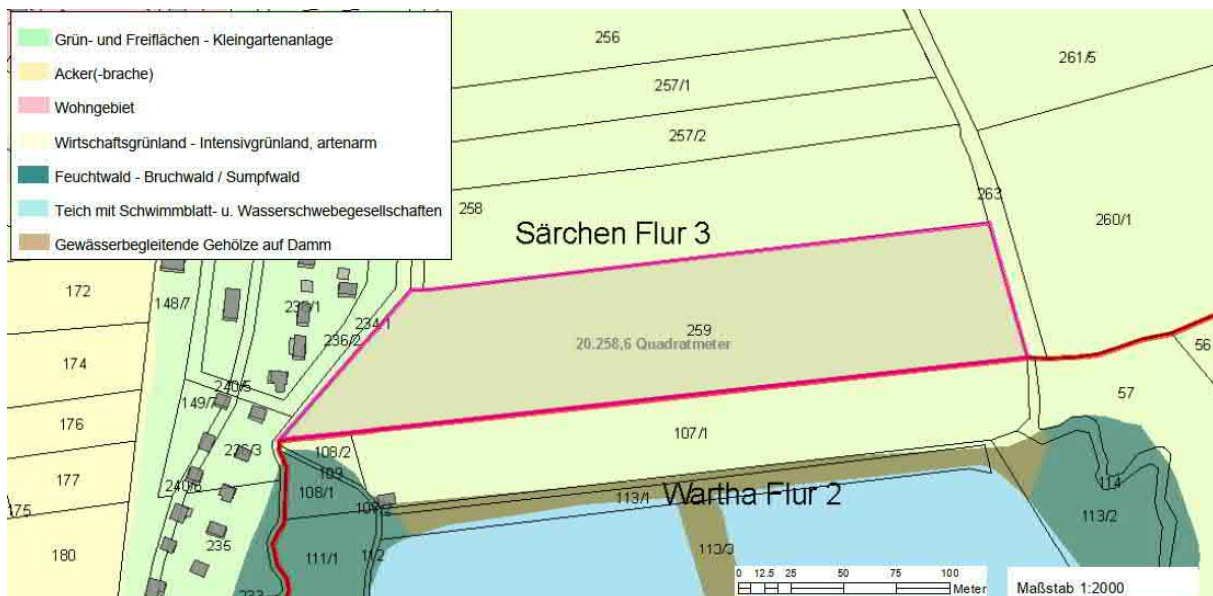 Grün- und Freiflächen - Kleingartenanlage
Acker(-brache)
Wohngebiet
Wirtschaftsgrünland - Intensivgrünland, artenarm
Feuchtwald - Bruchwald / Sumpfwald
Teich mit Schwimmblatt- u. Wasserschwebegesellschaften
Gewässerbegleitende Gehölze auf Damm
256
261/5
257/1
257/2
263
258
260/1
Särchen Flur 3
172
148/7
234/1
236/2
259
20.258,6 Quadratmeter
56
174
240/5
149/7
57
176
107/1
108/2
109
177
240/6
108/1
114
175
113/1
Wartha Flur 2
113/2
235
180
111/1
112
113/3
0 12.5 25 50 75 100
Meter
Maßstab 1:2000